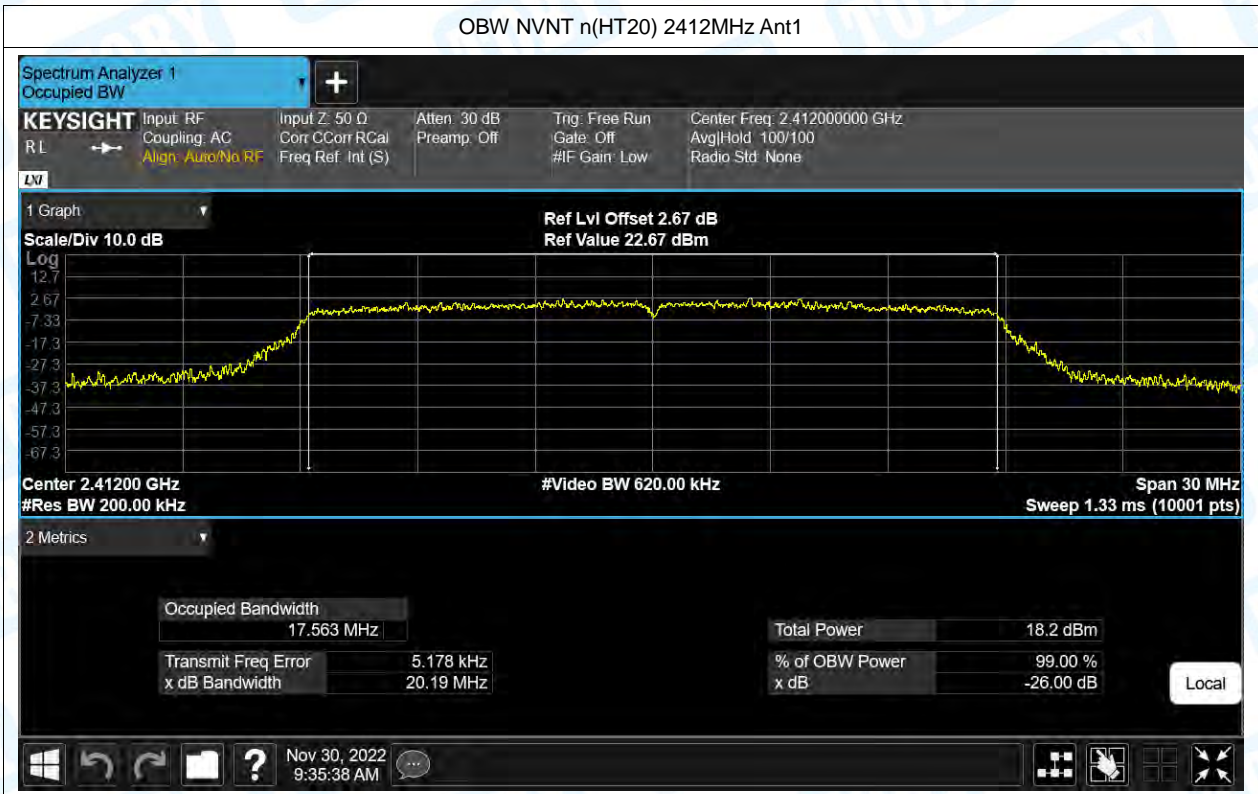 OBW NVNT n(HT20) 2412MHz Ant1
Spectrum Analyzer 1
Occupied BW
+
KEYSIGHT
RL
LXI
Input: RF
Coupling: AC
Align: Auto/No RF
Input Z: 50 Ω
Corr CCorr RCal
Freq Ref: Int (S)
Atten: 30 dB
Preamp: Off
Trig: Free Run
Gate: Off
#IF Gain: Low
Center Freq: 2.412000000 GHz
Avg|Hold: 100/100
Radio Std: None
1 Graph
Scale/Div 10.0 dB
Ref Lvl Offset 2.67 dB
Ref Value 22.67 dBm
Log
12.7
2.67
-7.33
-17.3
-27.3
-37.3
-47.3
-57.3
-67.3
Center 2.41200 GHz
#Video BW 620.00 kHz
Span 30 MHz
#Res BW 200.00 kHz
Sweep 1.33 ms (10001 pts)
2 Metrics
Occupied Bandwidth
17.563 MHz
Total Power 18.2 dBm
Transmit Freq Error 5.178 kHz
% of OBW Power 99.00 %
x dB Bandwidth 20.19 MHz
x dB -26.00 dB
Local
?
Nov 30, 2022
9:35:38 AM